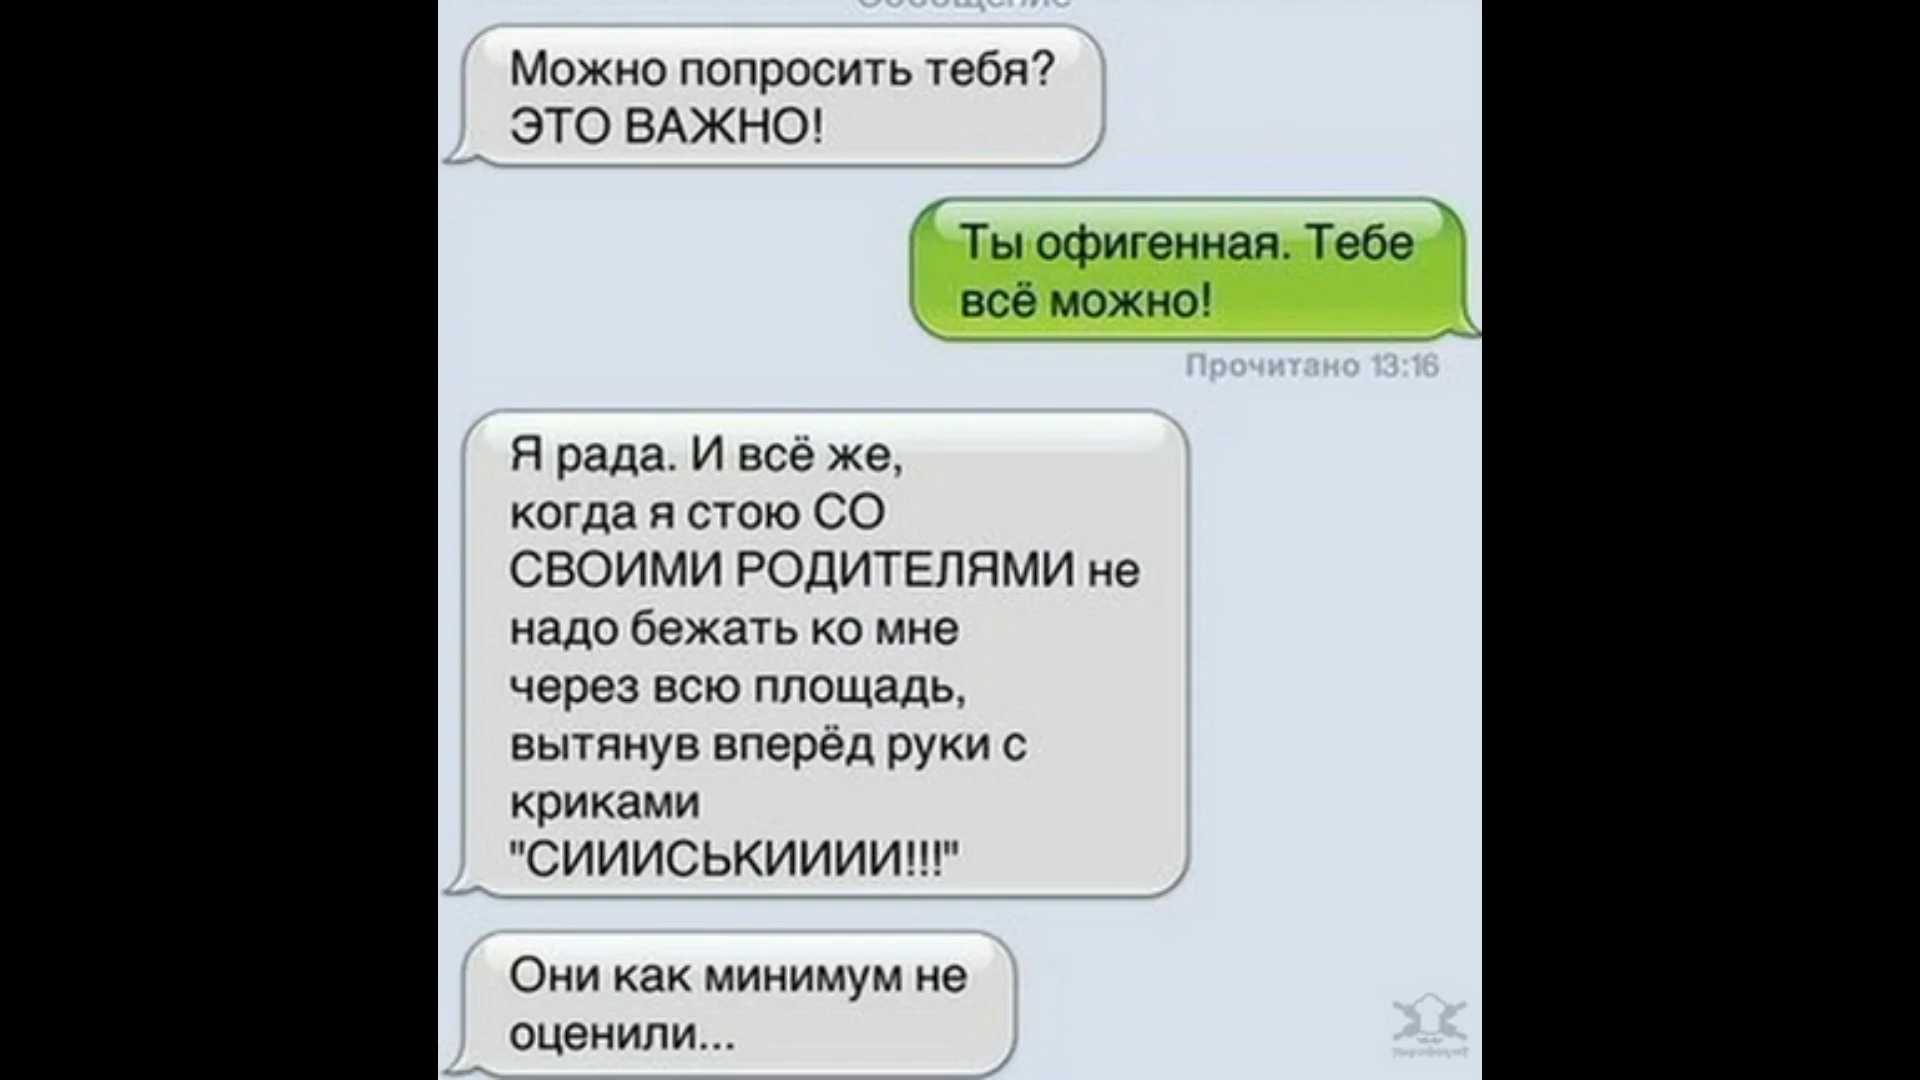 Сообщение
Можно попросить тебя?
ЭТО ВАЖНО!
Ты офигенная. Тебе
всё можно!
Прочитано 13:16
Я рада. И всё же,
когда я стою СО
СВОИМИ РОДИТЕЛЯМИ не
надо бежать ко мне
через всю площадь,
вытянув вперёд руки с
криками
"СИИИСЬКИИИИ!!!"
Они как минимум не
оценили...